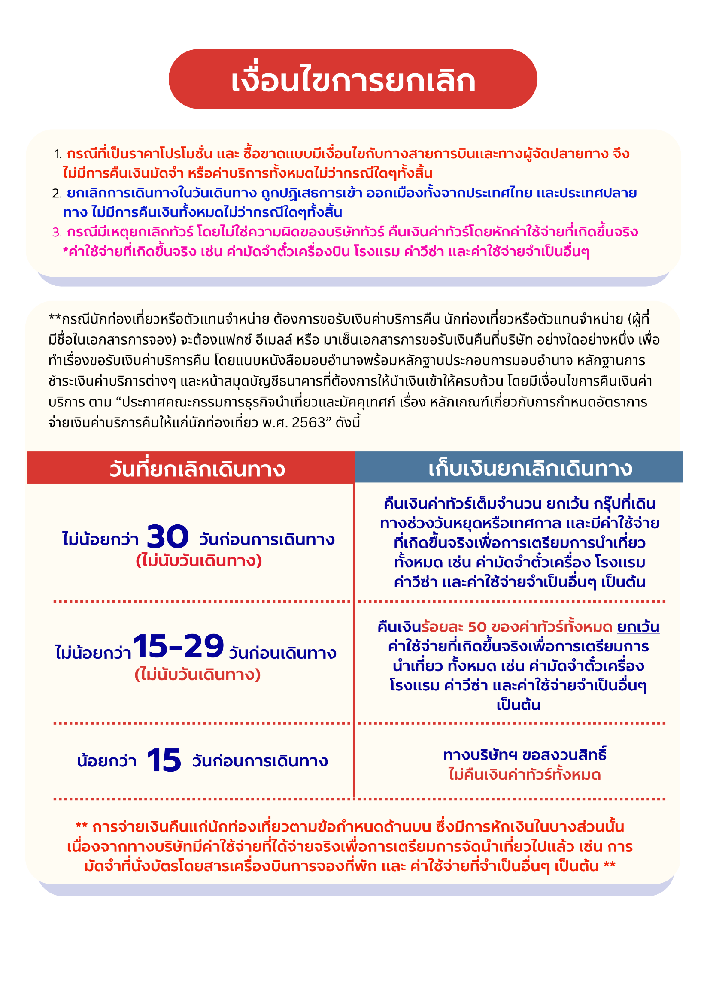 เงื่อนไขการยกเลิก
1. กรณีที่เป็นราคาโปรโมชั่น และ ซื้อขาดแบบมีเงื่อนไขกับทางสายการบินและทางผู้จัดปลายทาง จึง
ไม่มีการคืนเงินมัดจำ หรือค่าบริการทั้งหมดไม่ว่ากรณีใดๆทั้งสิ้น
2. ยกเลิกการเดินทางในวันเดินทาง ถูกปฏิเสธการเข้า ออกเมืองทั้งจากประเทศไทย และประเทศปลาย
ทาง ไม่มีการคืนเงินทั้งหมดไม่ว่ากรณีใดๆทั้งสิ้น
3. กรณีมีเหตุยกเลิกทัวร์ โดยไม่ใช่ความผิดของบริษัททัวร์ คืนเงินค่าทัวร์โดยหักค่าใช้จ่ายที่เกิดขึ้นจริง
*ค่าใช้จ่ายที่เกิดขึ้นจริง เช่น ค่ามัดจำตั๋วเครื่องบิน โรงแรม ค่าวีซ่า และค่าใช้จ่ายจำเป็นอื่นๆ
**กรณีนักท่องเที่ยวหรือตัวแทนจำหน่าย ต้องการขอรับเงินค่าบริการคืน นักท่องเที่ยวหรือตัวแทนจำหน่าย (ผู้ที่
มีชื่อในเอกสารการจอง) จะต้องแฟกซ์ อีเมลล์ หรือ มาเซ็นเอกสารการขอรับเงินคืนที่บริษัท อย่างใดอย่างหนึ่ง เพื่อ
ทำเรื่องขอรับเงินค่าบริการคืน โดยแนบหนังสือมอบอำนาจพร้อมหลักฐานประกอบการมอบอำนาจ หลักฐานการ
ชำระเงินค่าบริการต่างๆ และหน้าสมุดบัญชีธนาคารที่ต้องการให้นำเงินเข้าให้ครบถ้วน โดยมีเงื่อนไขการคืนเงินค่า
บริการ ตาม “ประกาศคณะกรรมการธุรกิจนำเที่ยวและมัคคุเทศก์ เรื่อง หลักเกณฑ์เกี่ยวกับการกำหนดอัตราการ
จ่ายเงินค่าบริการคืนให้แก่นักท่องเที่ยว พ.ศ. 2563” ดังนี้
วันที่ยกเลิกเดินทาง
เก็บเงินยกเลิกเดินทาง
ไม่น้อยกว่า 30 วันก่อนการเดินทาง
(ไม่นับวันเดินทาง)
คืนเงินค่าทัวร์เต็มจำนวน ยกเว้น กรุ๊ปที่เดิน
ทางช่วงวันหยุดหรือเทศกาล และมีค่าใช้จ่าย
ที่เกิดขึ้นจริงเพื่อการเตรียมการนำเที่ยว
ทั้งหมด เช่น ค่ามัดจำตั๋วเครื่อง โรงแรม
ค่าวีซ่า และค่าใช้จ่ายจำเป็นอื่นๆ เป็นต้น
ไม่น้อยกว่า 15-29 วันก่อนเดินทาง
(ไม่นับวันเดินทาง)
คืนเงินร้อยละ 50 ของค่าทัวร์ทั้งหมด ยกเว้น
ค่าใช้จ่ายที่เกิดขึ้นจริงเพื่อการเตรียมการ
นำเที่ยว ทั้งหมด เช่น ค่ามัดจำตั๋วเครื่อง
โรงแรม ค่าวีซ่า และค่าใช้จ่ายจำเป็นอื่นๆ
เป็นต้น
น้อยกว่า 15 วันก่อนการเดินทาง
ทางบริษัทฯ ขอสงวนสิทธิ์
ไม่คืนเงินค่าทัวร์ทั้งหมด
** การจ่ายเงินคืนแก่นักท่องเที่ยวตามข้อกำหนดด้านบน ซึ่งมีการหักเงินในบางส่วนนั้น
เนื่องจากทางบริษัทมีค่าใช้จ่ายที่ได้จ่ายจริงเพื่อการเตรียมการจัดนำเที่ยวไปแล้ว เช่น การ
มัดจำที่นั่งบัตรโดยสารเครื่องบินการจองที่พัก และ ค่าใช้จ่ายที่จำเป็นอื่นๆ เป็นต้น **